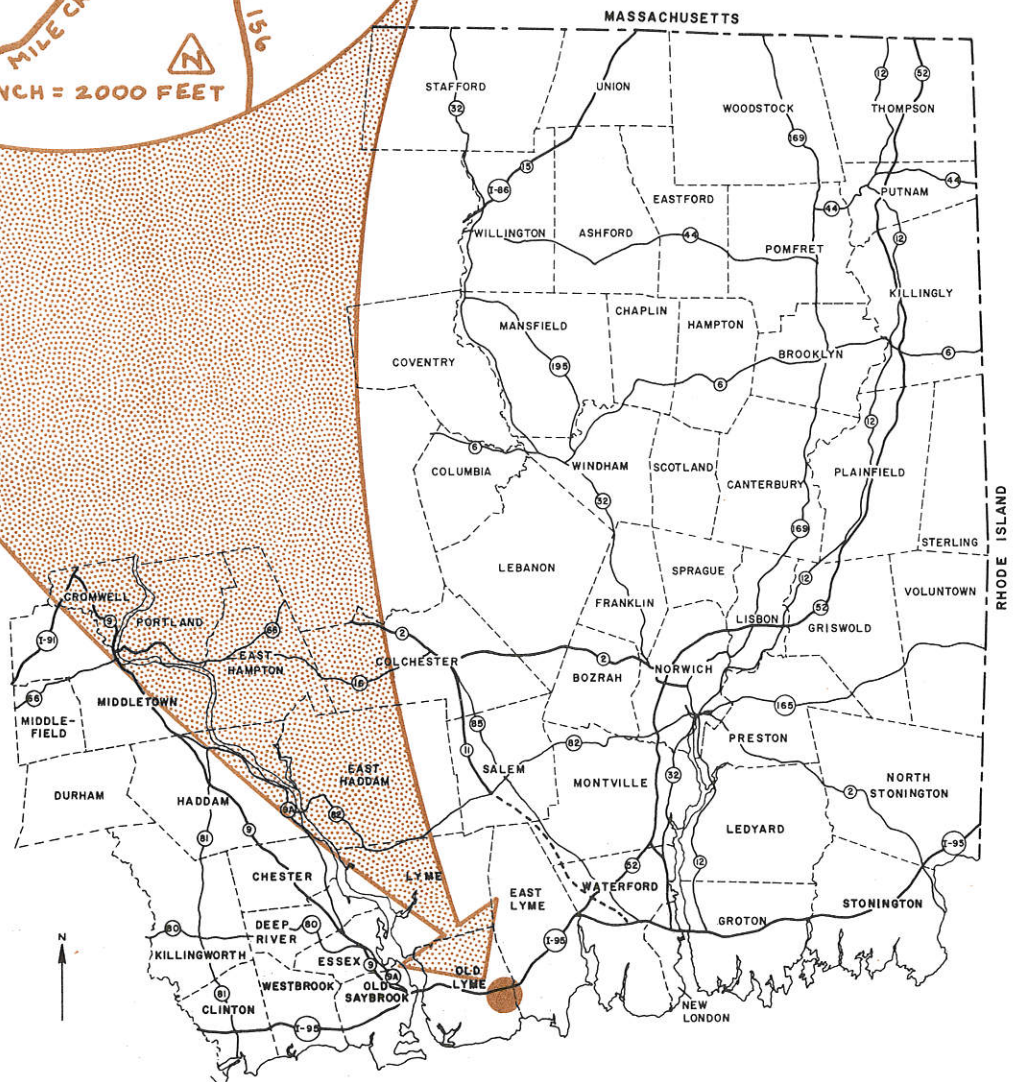 MASSACHUSETTS
MILE
156
N
= 2000 FEET
STAFFORD
32
UNION
WOODSTOCK
12
52
THOMPSON
169
15
I-86
44
PUTNAM
44
EASTFORD
WILLINGTON
ASHFORD
44
POMFRET
12
KILLINGLY
MANSFIELD
CHAPLIN
HAMPTON
COVENTRY
195
BROOKLYN
6
6
12
6
COLUMBIA
WINDHAM
SCOTLAND
PLAINFIELD
32
CANTERBURY
RHODE ISLAND
169
STERLING
LEBANON
SPRAGUE
12
CROMWELL
9
PORTLAND
FRANKLIN
LISBON
52
VOLUNTOWN
GRISWOLD
I-91
66
2
COLCHESTER
EAST
HAMPTON
2
NORWICH
BOZRAH
16
66
MIDDLETOWN
165
MIDDLE-
FIELD
85
82
PRESTON
11
SALEM
EAST
HADDAM
MONTVILLE
32
NORTH
STONINGTON
2
DURHAM
HADDAM
9A
82
LEDYARD
81
9
I-95
CHESTER
LYME
EAST
LYME
52
12
WATERFORD
STONINGTON
GROTON
80
DEEP
RIVER
80
I-95
N
KILLINGWORTH
ESSEX
9
9A
OLD
LYME
WESTBROOK
OLD
SAYBROOK
81
CLINTON
NEW
LONDON
I-95